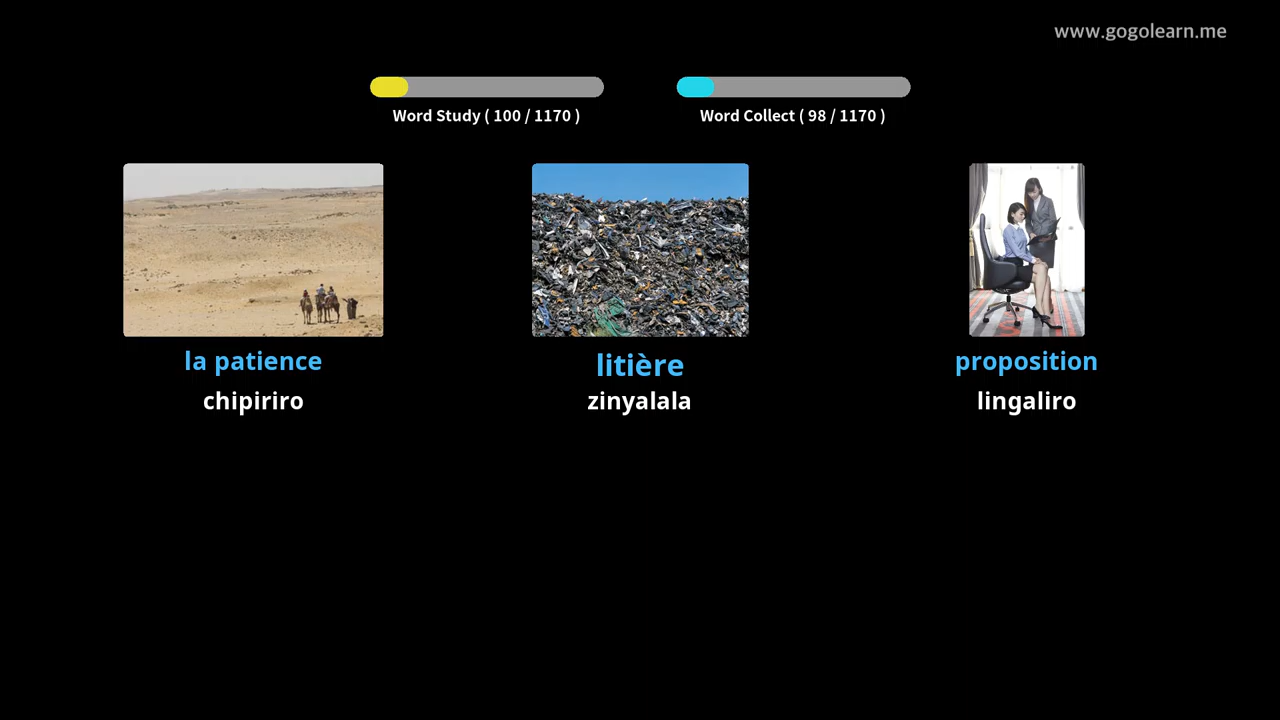 www.gogolearn.me
Word Study ( 100 / 1170 )
Word Collect ( 98 / 1170 )
la patience
litière
proposition
chipiriro
zinyalala
lingaliro